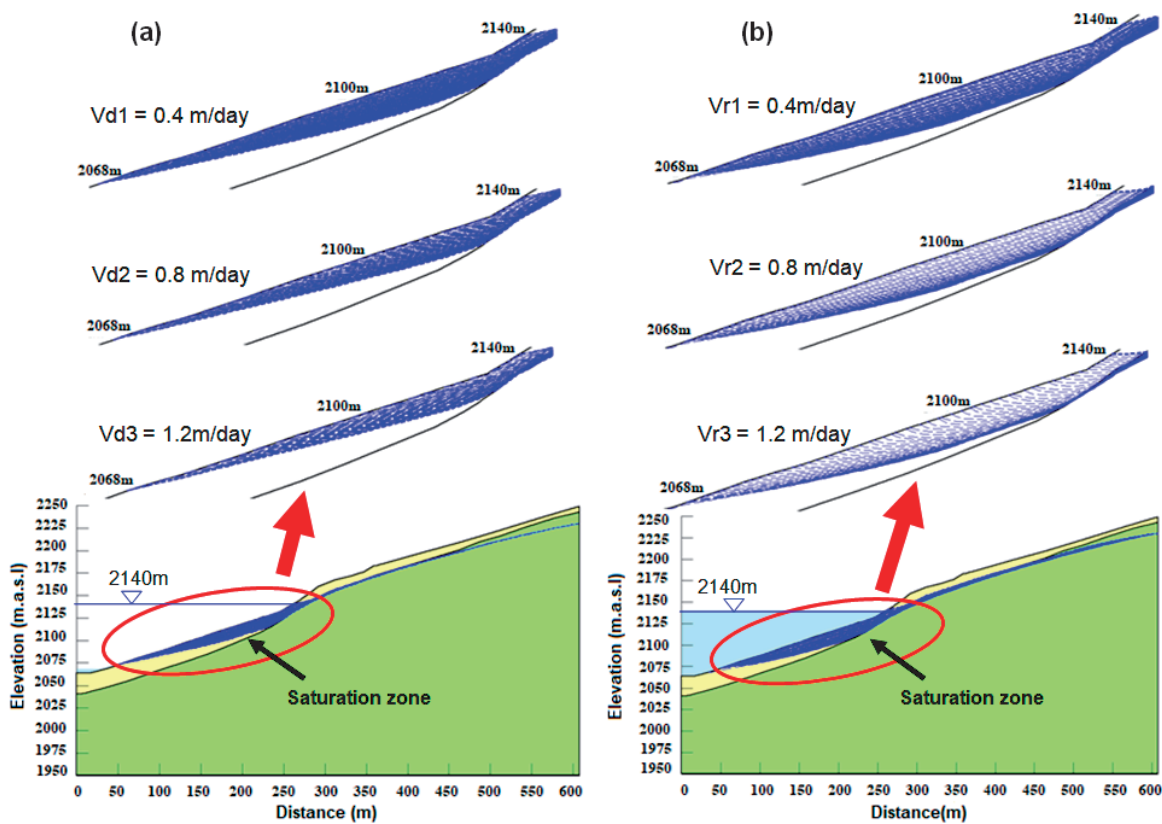 (a)
2140m
2100m
Vd1 = 0.4 m/day
2068m
2140m
2100m
Vd2 = 0.8 m/day
2068m
2140m
2100m
Vd3 = 1.2m/day
2068m
2250
2225
2200
2175
2150
2125
2100
2075
2050
2025
2000
1975
1950
Elevation (m.a.s.l)
2140m
Saturation zone
0 50 100 150 200 250 300 350 400 450 500 550 600
Distance (m)
(b)
2140m
2100m
Vr1 = 0.4m/day
2068m
2140m
2100m
Vr2 = 0.8 m/day
2068m
2140m
2100m
Vr3 = 1.2 m/day
2068m
2250
2225
2200
2175
2150
2125
2100
2075
2050
2025
2000
1975
1950
Elevation (m.a.s.l)
2140m
Saturation zone
0 50 100 150 200 250 300 350 400 450 500 550 600
Distance(m)